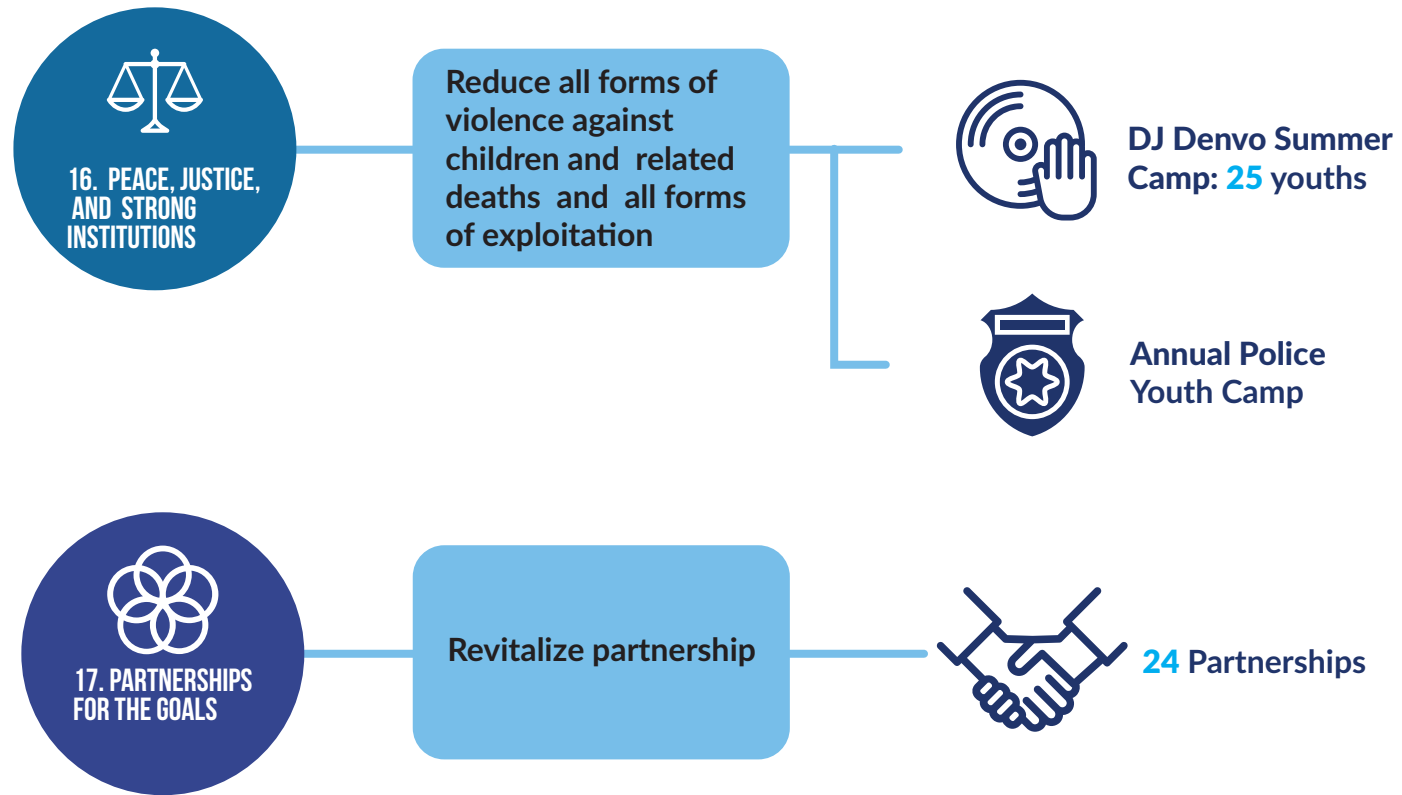 16. PEACE, JUSTICE,
AND STRONG
INSTITUTIONS
Reduce all forms of
violence against
children and related
deaths and all forms
of exploitation
DJ Denvo Summer
Camp: 25 youths
Annual Police
Youth Camp
17. PARTNERSHIPS
FOR THE GOALS
Revitalize partnership
24 Partnerships